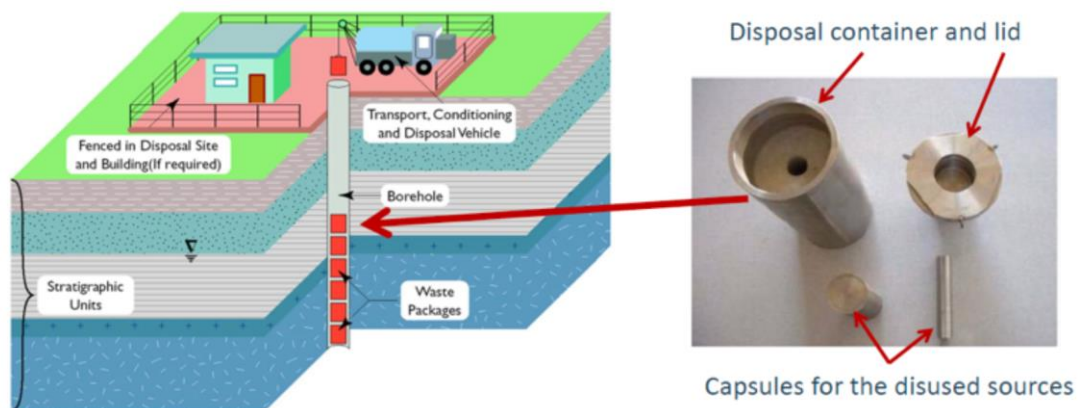 Disposal container and lid
Transport, Conditioning
and Disposal Vehicle
Fenced in Disposal Site
and Building(If required)
Borehole
Stratigraphic
Units
Waste
Packages
Capsules for the disused sources